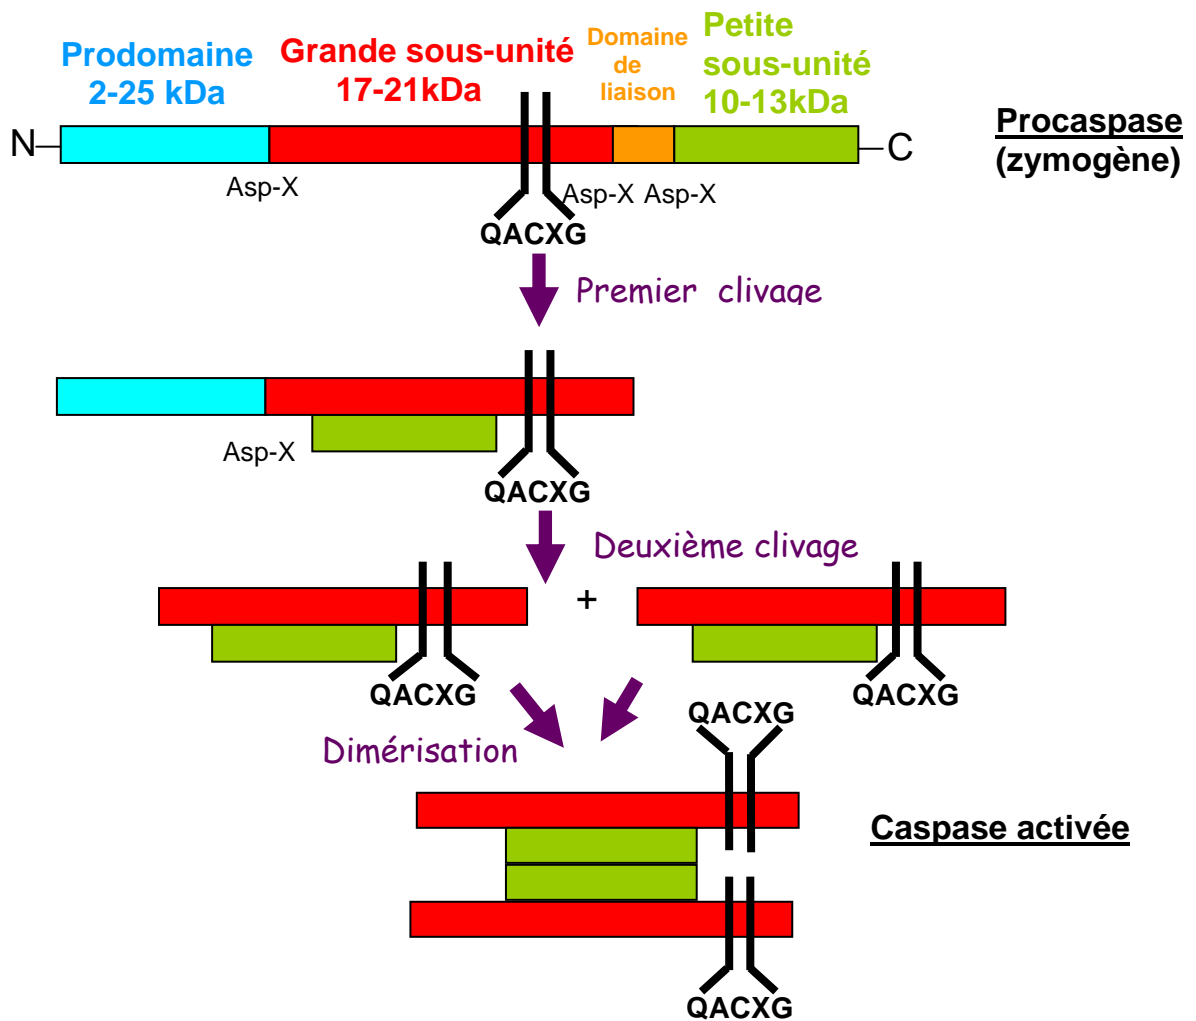 Prodomaine
2-25 kDa
Grande sous-unité
17-21kDa
Domaine
de
liaison
Petite
sous-unité
10-13kDa
N
C
Procaspase
(zymogène)
Asp-X
Asp-X
Asp-X
QACXG
Premier clivage
Asp-X
QACXG
Deuxième clivage
+
QACXG
QACXG
Dimérisation
QACXG
Caspase activée
QACXG